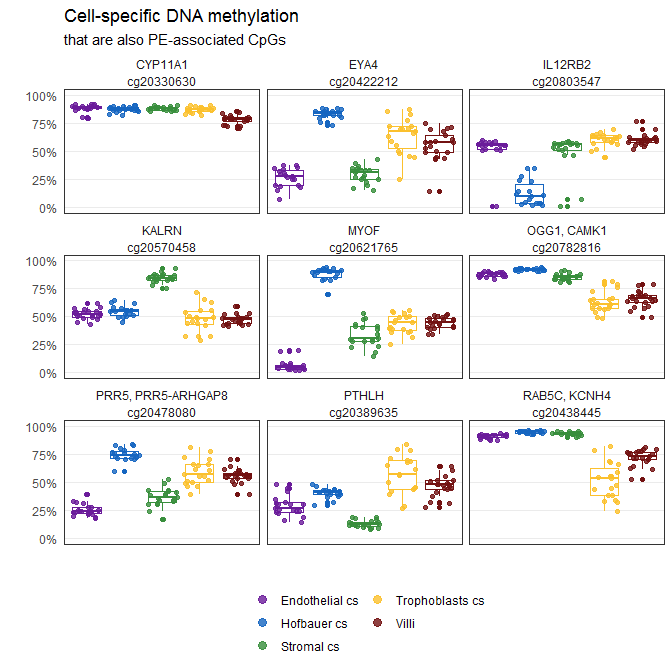 Cell-specific DNA methylation
that are also PE-associated CpGs
CYP11A1
cg20330630
EYA4
cg20422212
IL12RB2
cg20803547
100%
75%
50%
25%
0%
KALRN
cg20570458
MYOF
cg20621765
OGG1, CAMK1
cg20782816
100%
75%
50%
25%
0%
PRR5, PRR5-ARHGAP8
cg20478080
PTHLH
cg20389635
RAB5C, KCNH4
cg20438445
100%
75%
50%
25%
0%
Endothelial cs
Hofbauer cs
Stromal cs
Trophoblasts cs
Villi